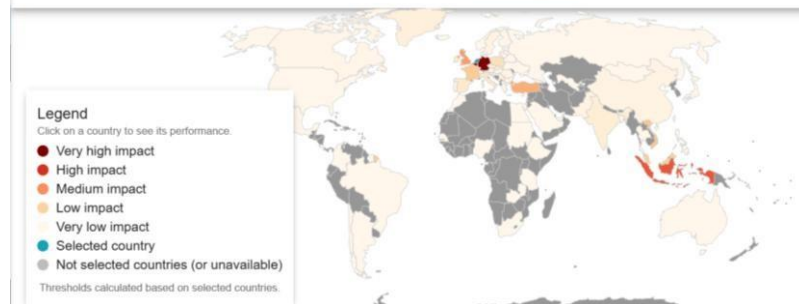 Legend
Click on a country to see its performance.
Very high impact
High impact
Medium impact
Low impact
Very low impact
Selected country
Not selected countries (or unavailable)
Thresholds calculated based on selected countries.